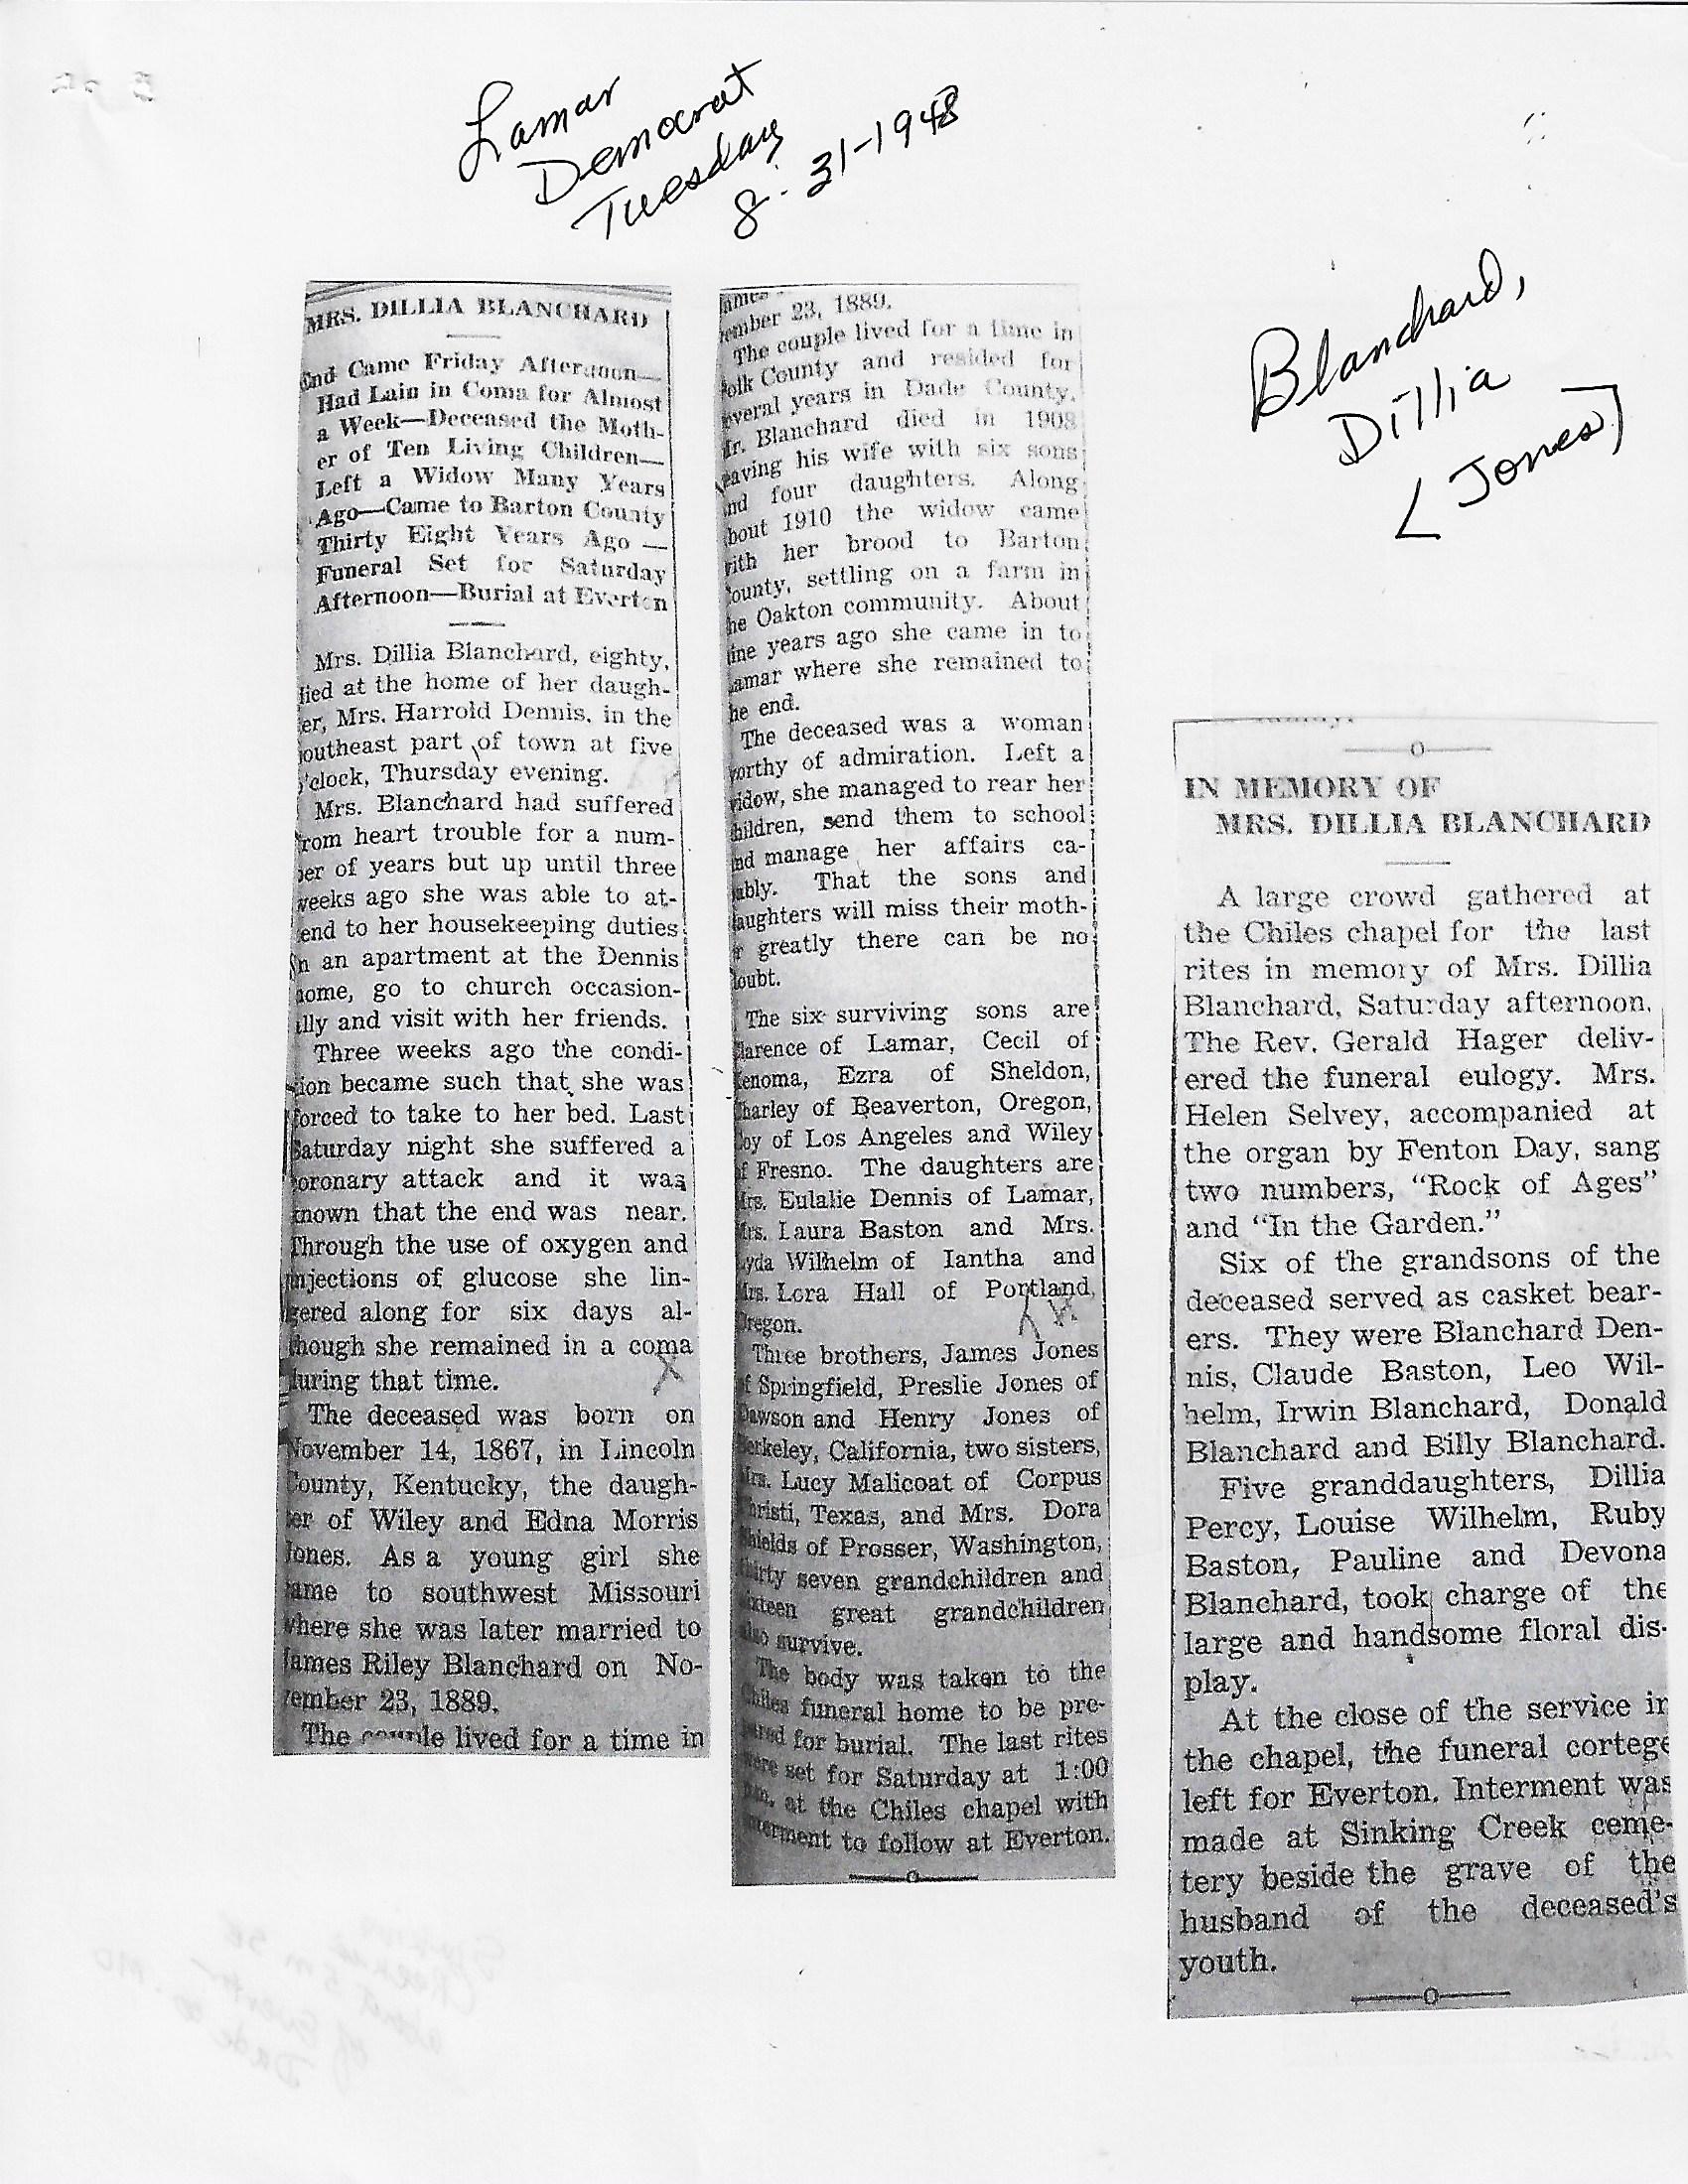 Lamar
Democrat
Tuesday
8-31-1948
Blanchard,
Dillia
(Jones)
MRS. DILLIA BLANCHARD
End Came Friday Afternoon—
Had Lain in Coma for Almost
a Week—Deceased the Moth-
er of Ten Living Children—
Left a Widow Many Years
Ago—Came to Barton County
Thirty Eight Years Ago —
Funeral Set for Saturday
Afternoon—Burial at Everton
Mrs. Dillia Blanchard, eighty,
died at the home of her daugh-
er, Mrs. Harrold Dennis, in the
outheast part of town at five
o'clock, Thursday evening.
Mrs. Blanchard had suffered
rom heart trouble for a num-
ber of years but up until three
weeks ago she was able to at-
end to her housekeeping duties
in an apartment at the Dennis
home, go to church occasion-
ally and visit with her friends.
Three weeks ago the condi-
tion became such that she was
forced to take to her bed. Last
Saturday night she suffered a
coronary attack and it was
known that the end was near.
Through the use of oxygen and
injections of glucose she lin-
gered along for six days al-
though she remained in a coma
during that time.
The deceased was born on
November 14, 1867, in Lincoln
County, Kentucky, the daugh-
er of Wiley and Edna Morris
Jones. As a young girl she
came to southwest Missouri
where she was later married to
James Riley Blanchard on No-
vember 23, 1889.
The couple lived for a time in
James
ember 23, 1889.
The couple lived for a time in
Polk County and resided for
several years in Dade County.
Mr. Blanchard died in 1908
leaving his wife with six sons
and four daughters. Along
about 1910 the widow came
with her brood to Barton
County, settling on a farm in
the Oakton community. About
nine years ago she came in to
Lamar where she remained to
he end.
The deceased was a woman
worthy of admiration. Left a
widow, she managed to rear her
children, send them to school
and manage her affairs ca-
pably. That the sons and
daughters will miss their moth-
er greatly there can be no
doubt.
The six surviving sons are
Clarence of Lamar, Cecil of
Kenoma, Ezra of Sheldon,
Charley of Beaverton, Oregon,
oy of Los Angeles and Wiley
of Fresno. The daughters are
Mrs. Eulalie Dennis of Lamar,
Mrs. Laura Baston and Mrs.
Lyda Wilhelm of Iantha and
Mrs. Lora Hall of Portland,
Oregon.
Three brothers, James Jones
of Springfield, Preslie Jones of
Dawson and Henry Jones of
Berkeley, California, two sisters,
Mrs. Lucy Malicoat of Corpus
Christi, Texas, and Mrs. Dora
Shields of Prosser, Washington,
thirty seven grandchildren and
sixteen great grandchildren
also survive.
The body was taken to the
Chiles funeral home to be pre-
pared for burial. The last rites
were set for Saturday at 1:00
p.m. at the Chiles chapel with
interment to follow at Everton.
IN MEMORY OF
MRS. DILLIA BLANCHARD
A large crowd gathered at
the Chiles chapel for the last
rites in memory of Mrs. Dillia
Blanchard, Saturday afternoon.
The Rev. Gerald Hager deliv-
ered the funeral eulogy. Mrs.
Helen Selvey, accompanied at
the organ by Fenton Day, sang
two numbers, "Rock of Ages"
and "In the Garden."
Six of the grandsons of the
deceased served as casket bear-
ers. They were Blanchard Den-
nis, Claude Baston, Leo Wil-
helm, Irwin Blanchard, Donald
Blanchard and Billy Blanchard.
Five granddaughters, Dillia
Percy, Louise Wilhelm, Ruby
Baston, Pauline and Devona
Blanchard, took charge of the
large and handsome floral dis-
play.
At the close of the service in
the chapel, the funeral cortege
left for Everton. Interment was
made at Sinking Creek ceme-
tery beside the grave of the
husband of the deceased's
youth.